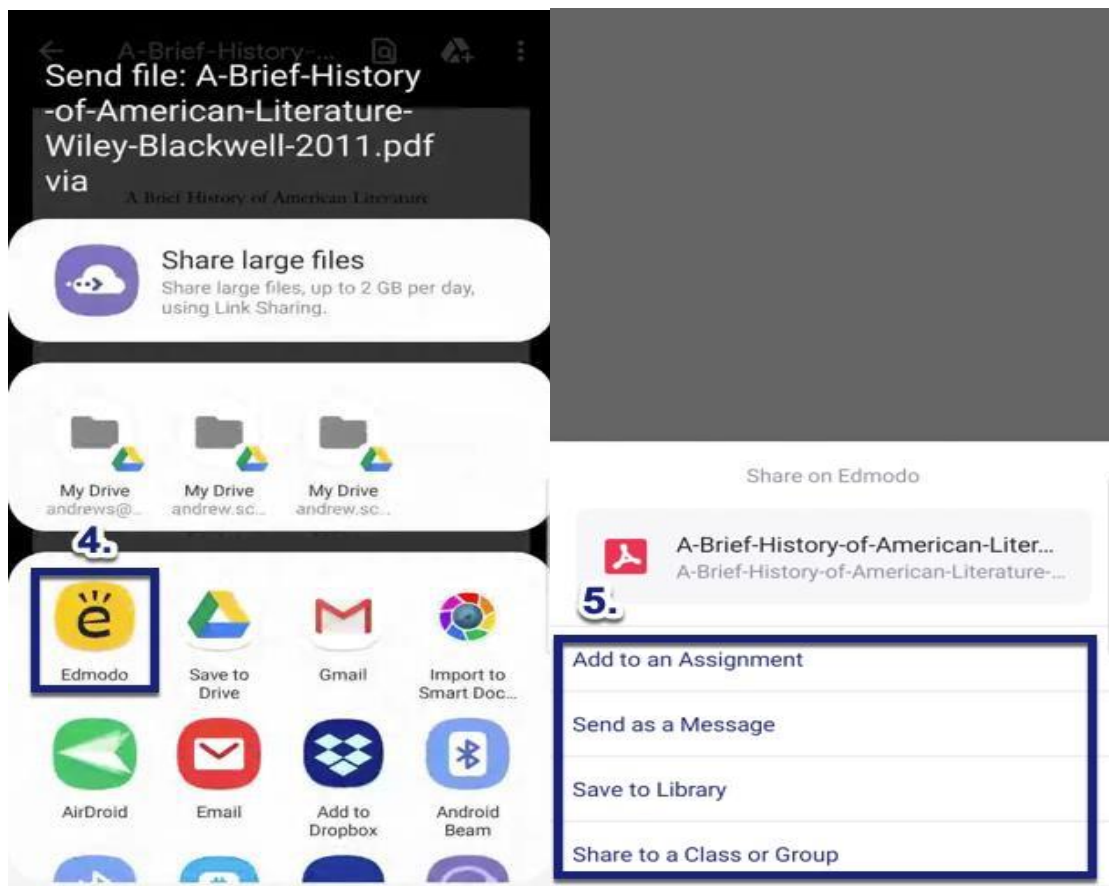 A-Brief-History-...
Send file: A-Brief-History
-of-American-Literature-
Wiley-Blackwell-2011.pdf
via
A Brief History of American Literature
Share large files
Share large files, up to 2 GB per day,
using Link Sharing.
My Drive
andrews@...
My Drive
andrew.sc...
My Drive
andrew.sc...
4.
Edmodo
Save to
Drive
Gmail
Import to
Smart Doc...
AirDroid
Email
Add to
Dropbox
Android
Beam
Share on Edmodo
A-Brief-History-of-American-Liter...
A-Brief-History-of-American-Literature-...
5.
Add to an Assignment
Send as a Message
Save to Library
Share to a Class or Group